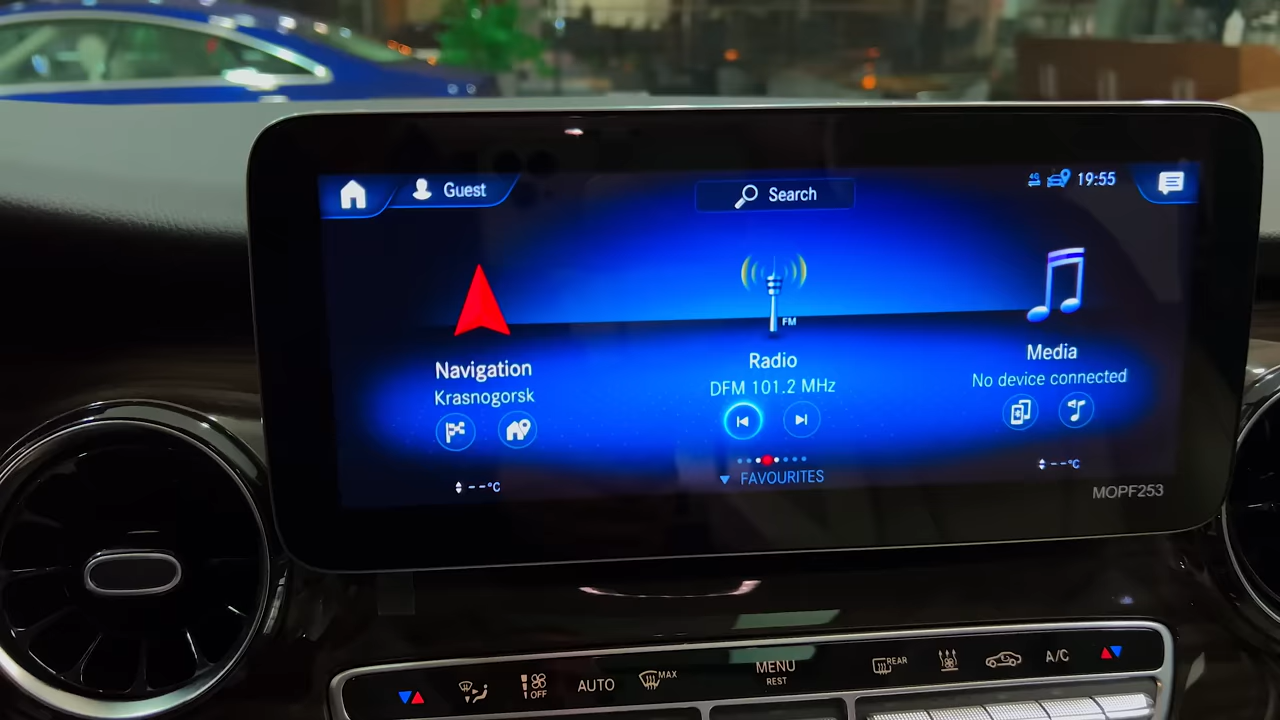 Guest
Search
4G
19:55
FM
Navigation
Krasnogorsk
Radio
DFM 101.2 MHz
Media
No device connected
--°C
FAVOURITES
--°C
MOPF253
OFF
AUTO
MAX
MENU
REST
REAR
A/C